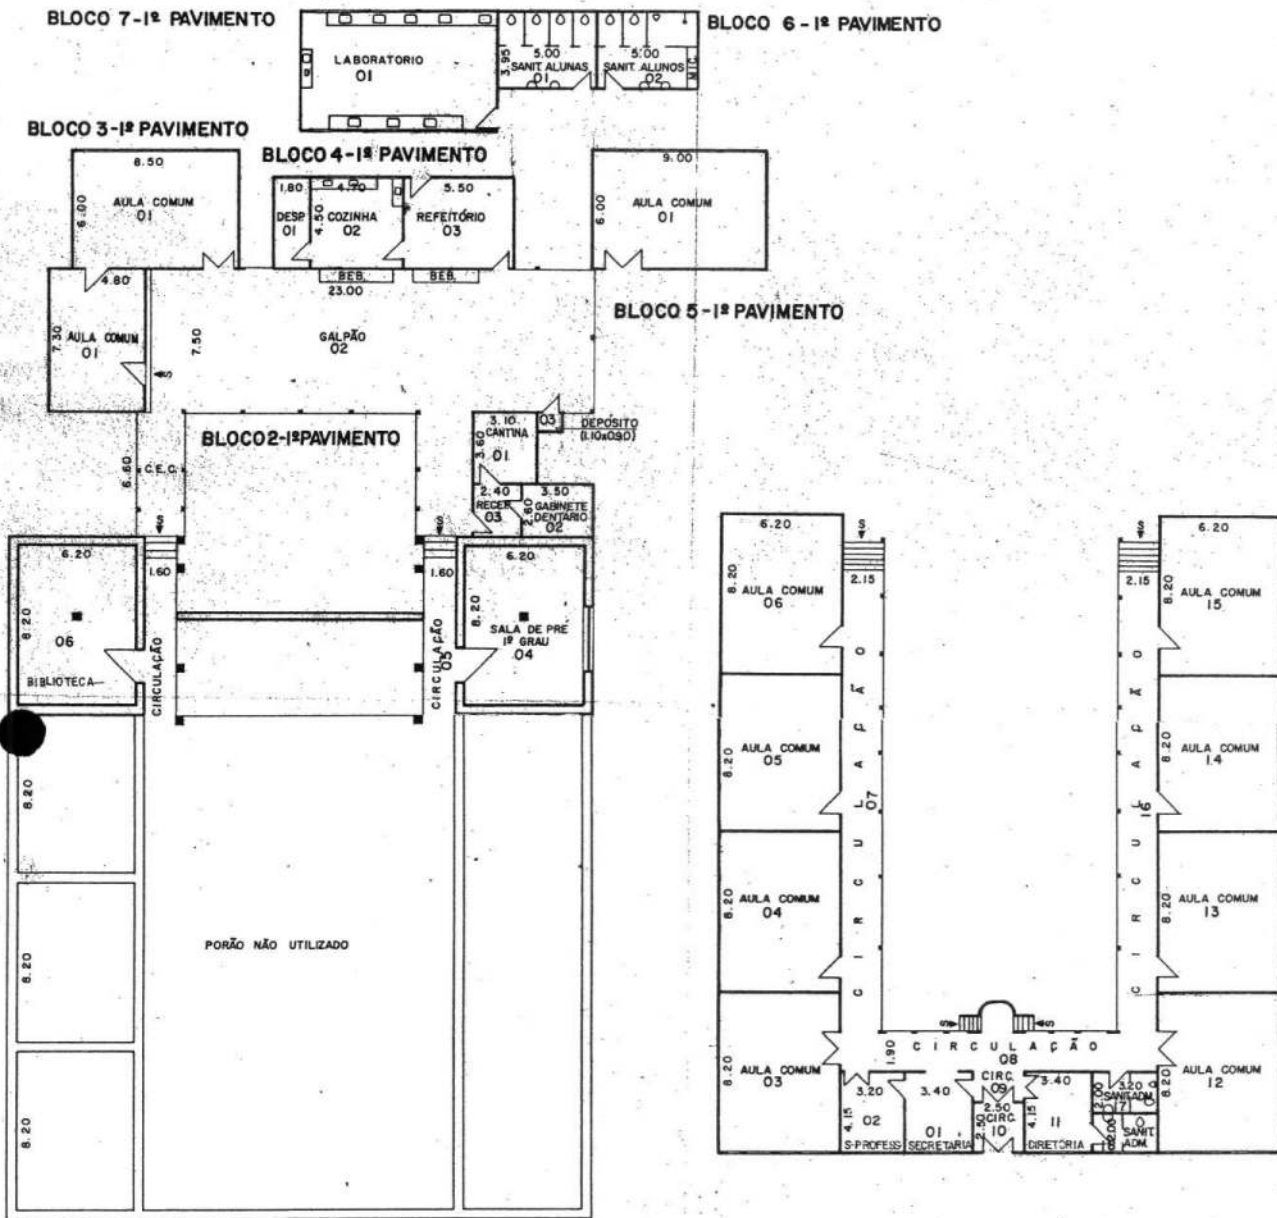 BLOCO 7-1º PAVIMENTO
BLOCO 6-1º PAVIMENTO
LABORATORIO
01
3.95
5.00
SANIT. ALUNAS
01
5.00
SANIT. ALUNOS
02
MIC.
BLOCO 3-1º PAVIMENTO
8.50
6.00
AULA COMUM
01
BLOCO 4-1º PAVIMENTO
1.80
DESP
01
4.70
4.50
COZINHA
02
5.50
REFEITÓRIO
03
9.00
6.00
AULA COMUM
01
BEB.
BEB.
23.00
BLOCO 5-1º PAVIMENTO
4.80
7.30
AULA COMUM
01
7.50
GALPÃO
02
S
BLOCO 2-1º PAVIMENTO
6.60
3.10
CANTINA
3.60
01
03
DEPÓSITO
(1.10x0.90)
2.40
RECEP
03
2.60
3.50
GABINETE
DENTÁRIO
02
S
S
6.20
1.60
8.20
06
BIBLIOTECA
CIRCULAÇÃO
1.60
CIRCULAÇÃO
05
6.20
8.20
SALA DE PRÉ
1º GRAU
04
8.20
8.20
8.20
PORÃO NÃO UTILIZADO
6.20
8.20
AULA COMUM
06
S
2.15
S
2.15
6.20
8.20
AULA COMUM
15
8.20
AULA COMUM
05
CIRCULAÇÃO
07
CIRCULAÇÃO
16
8.20
AULA COMUM
14
8.20
AULA COMUM
04
8.20
AULA COMUM
13
8.20
AULA COMUM
03
S
S
1.90
CIRCULAÇÃO
08
8.20
AULA COMUM
12
3.20
4.15
02
S-PROFESS
3.40
01
SECRETARIA
CIRC.
09
2.50
2.50
CIRC
10
3.40
4.15
11
DIRETÓRIA
3.20
2.00
SANIT.ADM.
17
2.00
SANIT.
ADM.